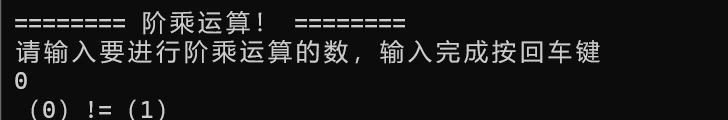 ======== 阶乘运算！ ========
请输入要进行阶乘运算的数，输入完成按回车键
0
（0）!=（1）